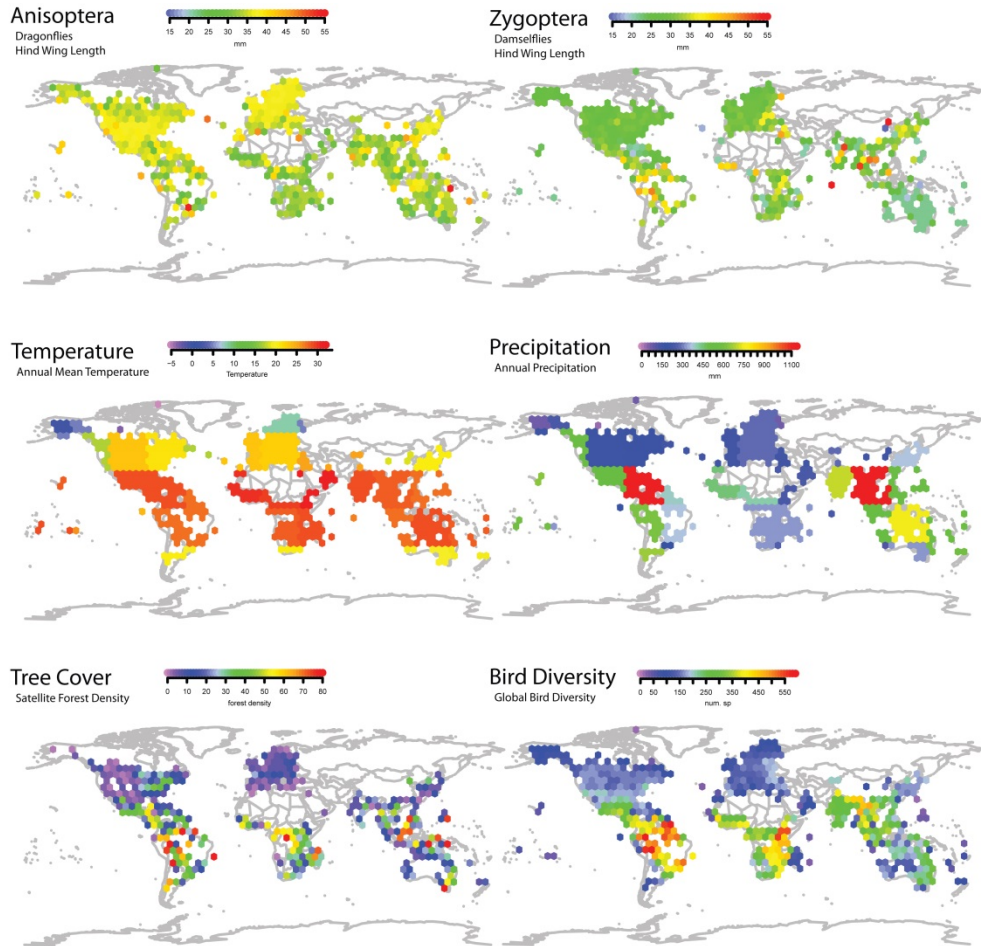 Anisoptera
Dragonflies
Hind Wing Length
15 20 25 30 35 40 45 50 55
mm
Zygoptera
Damselflies
Hind Wing Length
15 20 25 30 35 40 45 50 55
mm
Temperature
Annual Mean Temperature
-5 0 5 10 15 20 25 30
Temperature
Precipitation
Annual Precipitation
0 150 300 450 600 750 900 1100
mm
Tree Cover
Satellite Forest Density
0 10 20 30 40 50 60 70 80
forest density
Bird Diversity
Global Bird Diversity
0 50 150 250 350 450 550
num. sp